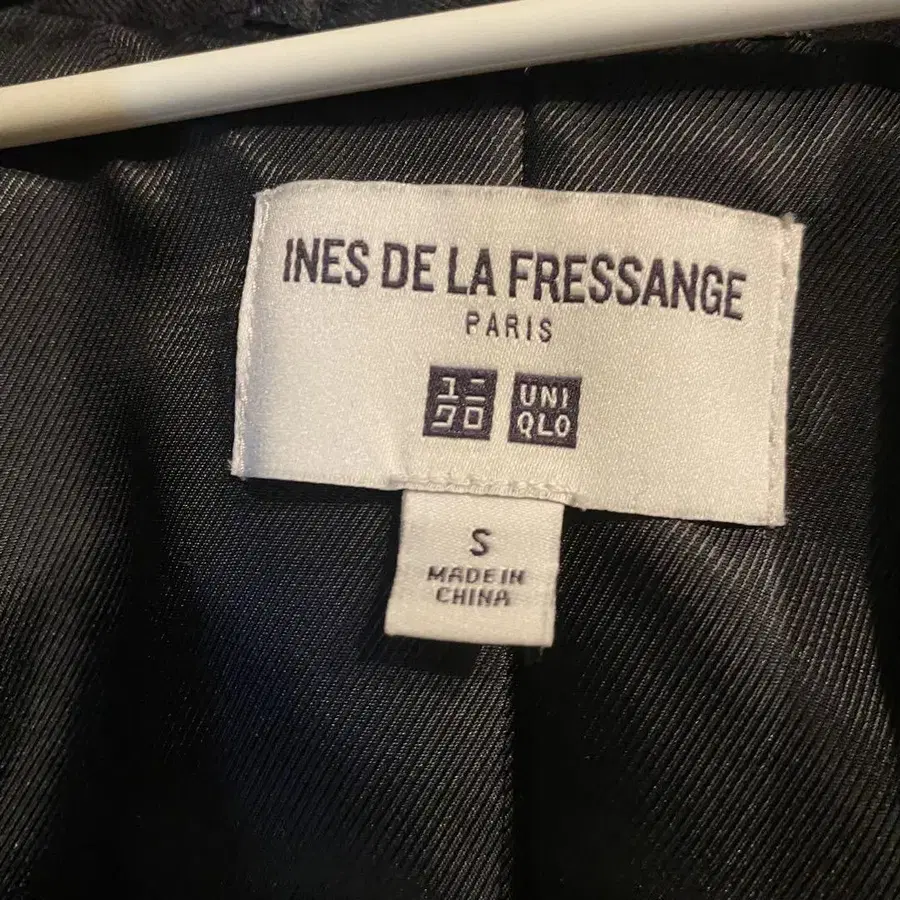 INES DE LA FRESSANGE
PARIS
ユニ
クロ
UNI
QLO
S
MADE IN
CHINA